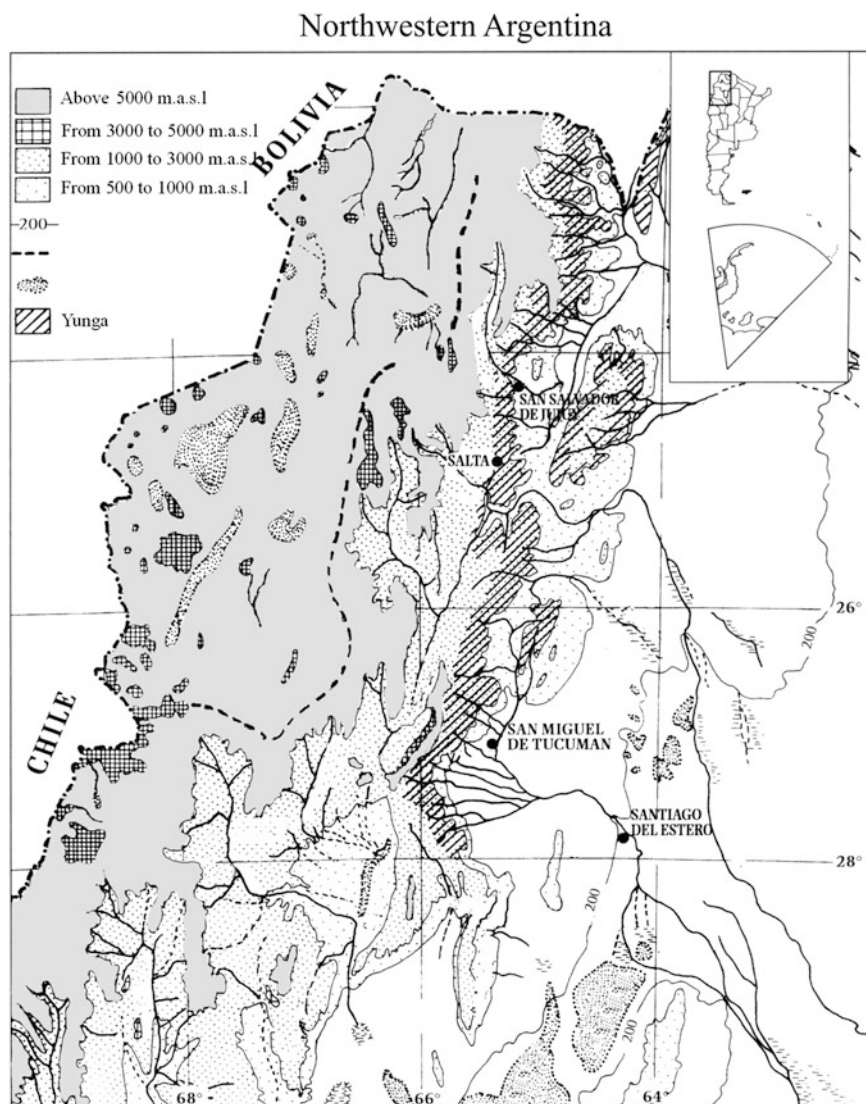 Northwestern Argentina
Above 5000 m.a.s.l
From 3000 to 5000 m.a.s.l
From 1000 to 3000 m.a.s.l
From 500 to 1000 m.a.s.l
200
Yunga
BOLIVIA
SAN SALVADOR
DE JUJUY
SALTA
26°
200
CHILE
SAN MIGUEL
DE TUCUMAN
SANTIAGO
DEL ESTERO
28°
200
200
68°
66°
64°